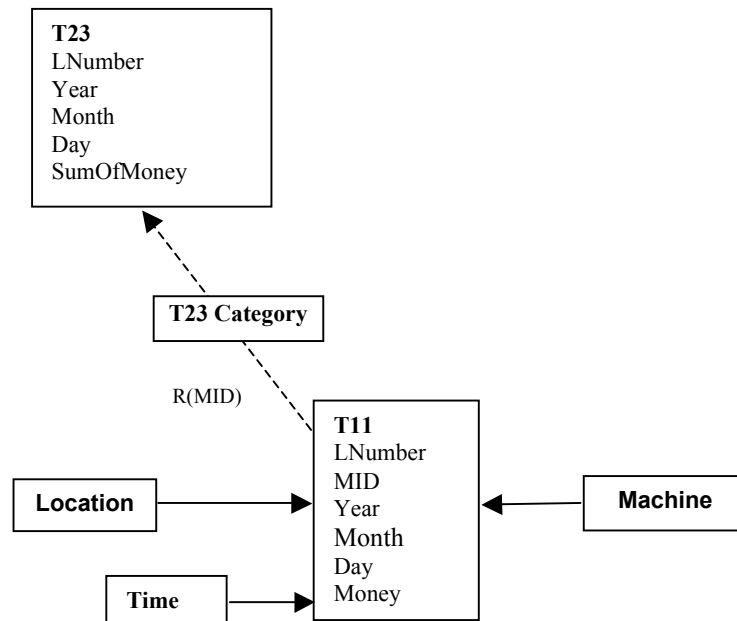 T23
LNumber
Year
Month
Day
SumOfMoney
T23 Category
R(MID)
T11
LNumber
MID
Year
Month
Day
Money
Location
Machine
Time